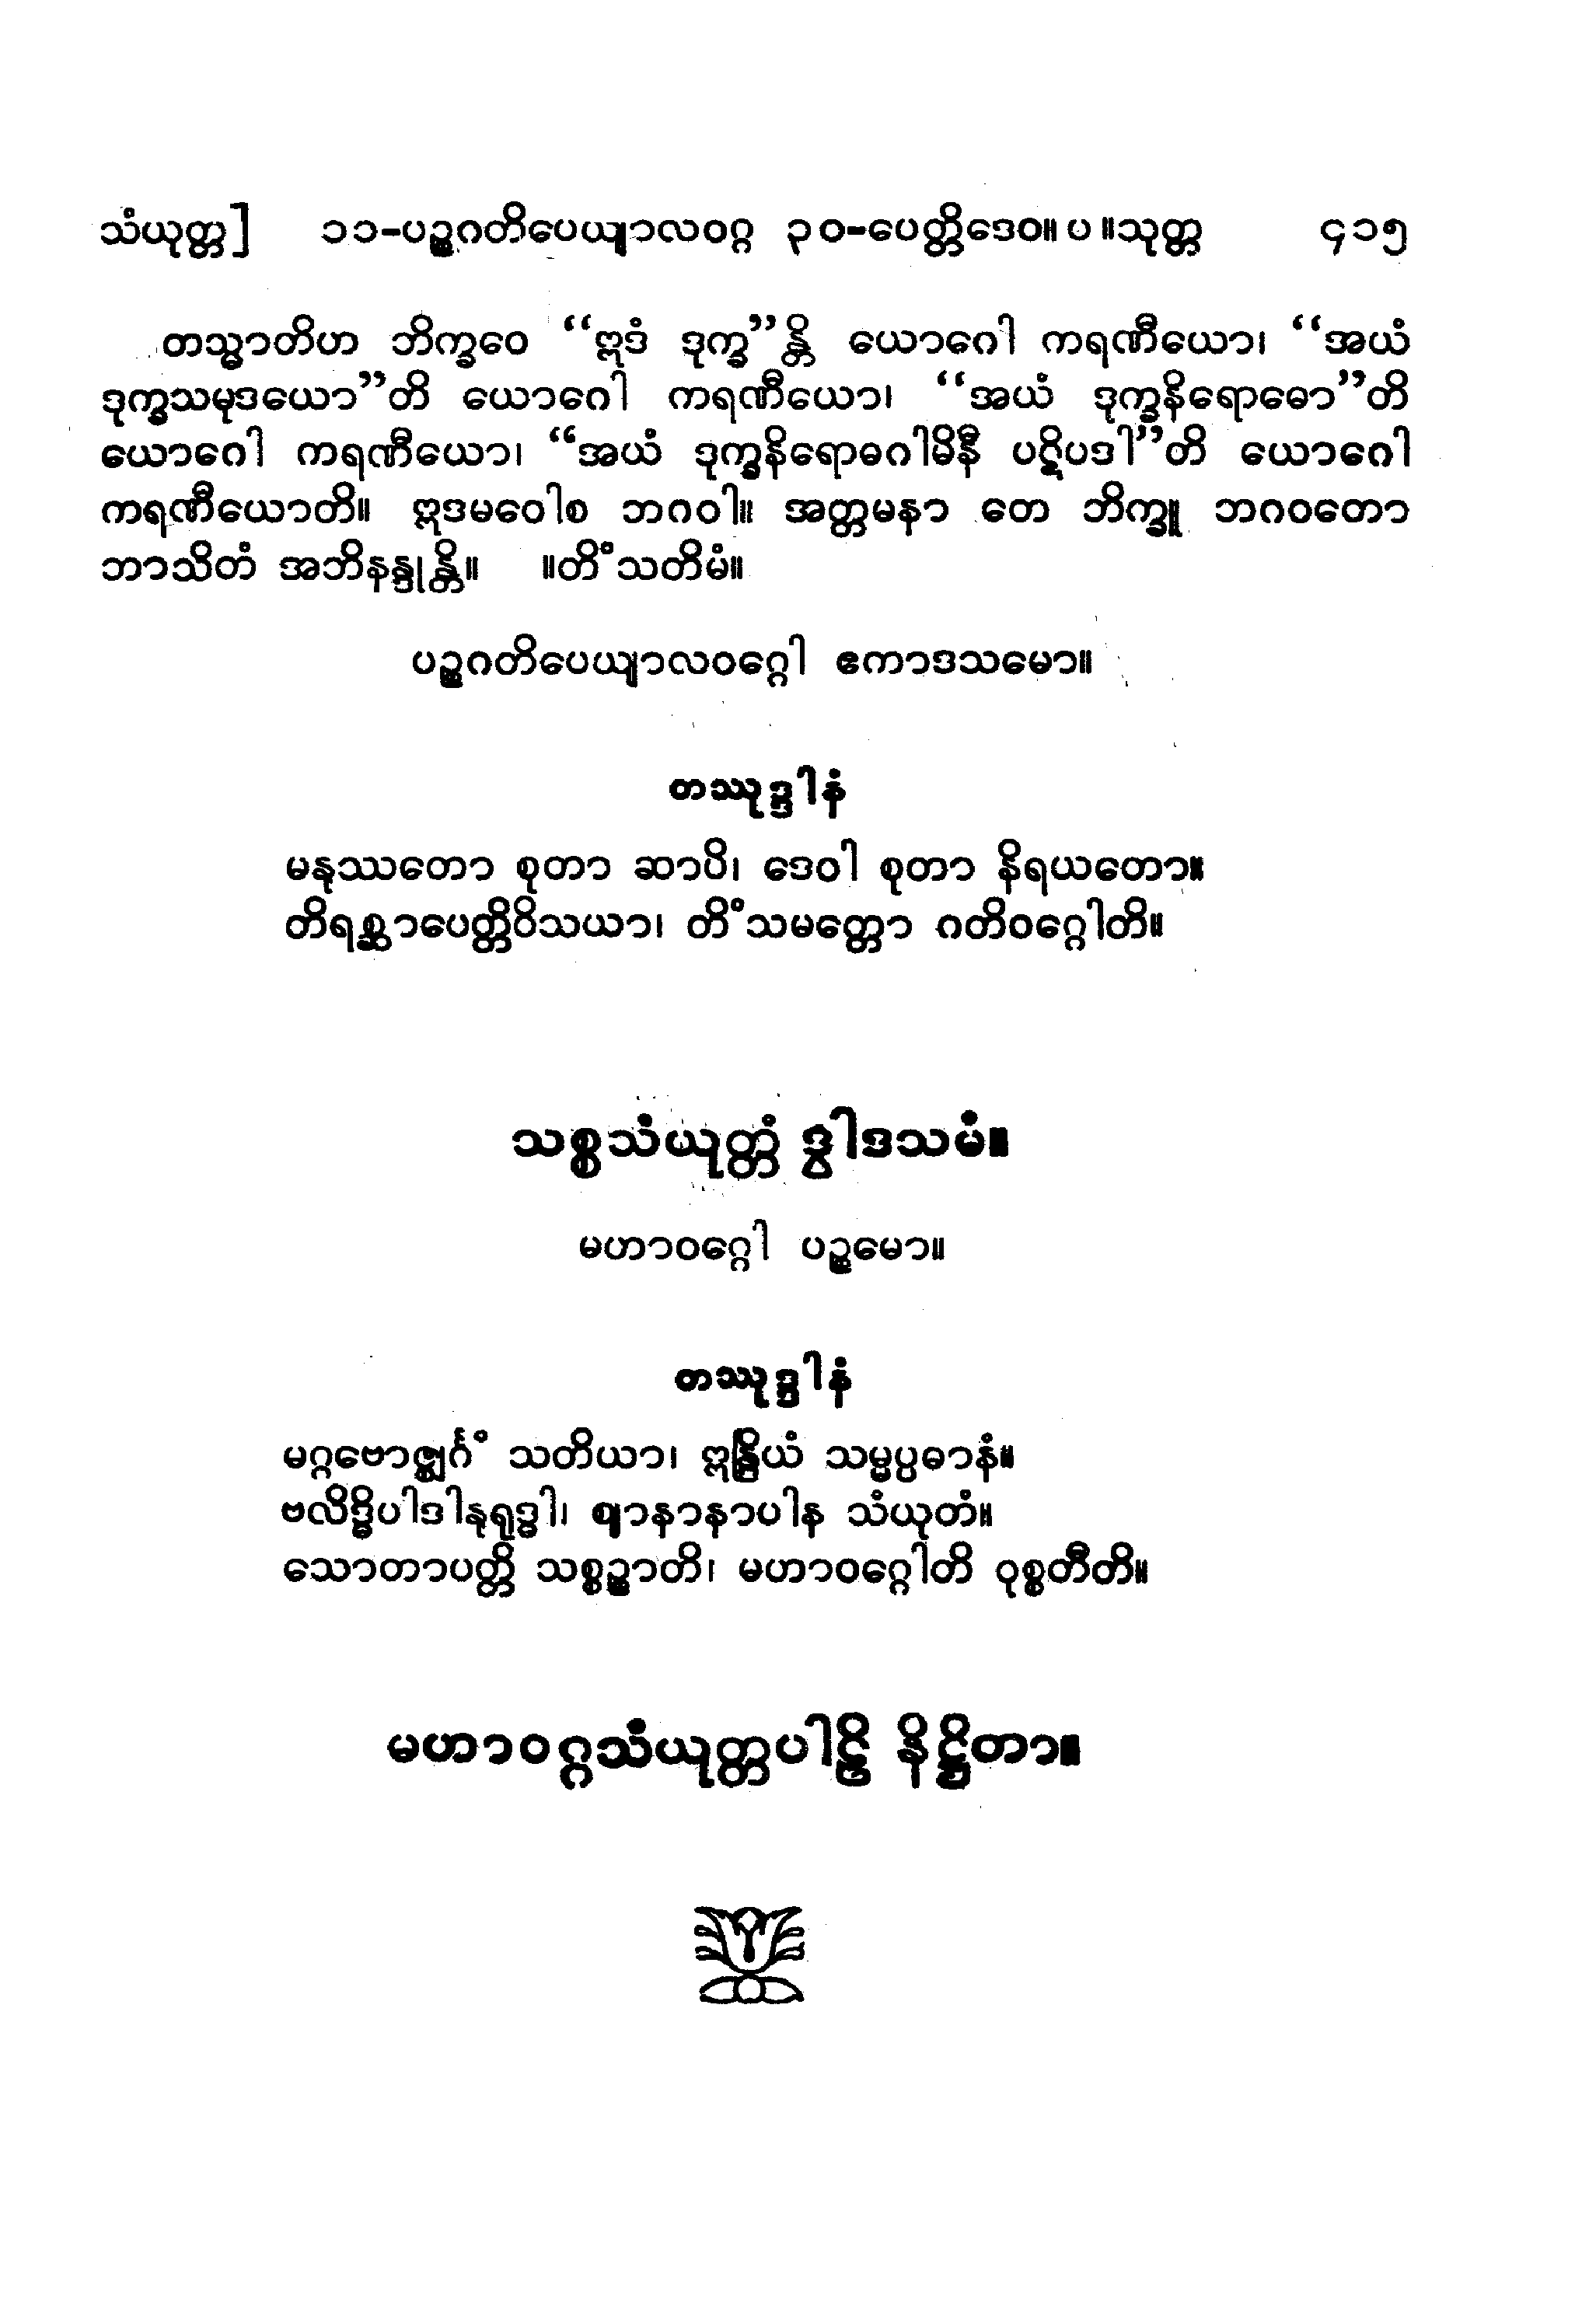 သံယုတ္တ] ၁၁-ပဉ္စဂတိပေယျာလဝဂ္ဂ ၃၀-ပေတ္တိဒေဝ။ ပ ။သုတ္တ ၄၁၅
တသ္မာတိဟ ဘိက္ခဝေ “ဣဒံ ဒုက္ခ”န္တိ ယောဂေါ ကရဏီယော၊ “အယံ
ဒုက္ခသမုဒယော”တိ ယောဂေါ ကရဏီယော၊ “အယံ ဒုက္ခနိရောဓော”တိ
ယောဂေါ ကရဏီယော၊ “အယံ ဒုက္ခနိရောဓဂါမိနီ ပဋိပဒါ”တိ ယောဂေါ
ကရဏီယောတိ။ ဣဒမဝေါစ ဘဂဝါ။ အတ္တမနာ တေ ဘိက္ခူ ဘဂဝတော
ဘာသိတံ အဘိနန္ဒုန္တိ။ ။တိံသတိမံ။
ပဉ္စဂတိပေယျာလဝဂ္ဂေါ ဧကာဒသမော။
တဿုဒ္ဒါနံ
မနုဿတော စုတာ ဆာပိ၊ ဒေဝါ စုတာ နိရယတော။
တိရစ္ဆာပေတ္တိဝိသယာ၊ တိံသမတ္တော ဂတိဝဂ္ဂေါတိ။
သစ္စသံယုတ္တံ ဒွါဒသမံ။
မဟာဝဂ္ဂေါ ပဉ္စမော။
တဿုဒ္ဒါနံ
မဂ္ဂဗောဇ္ဈင်္ဂံ သတိယာ၊ ဣန္ဒြိယံ သမ္မပ္ပဓာနံ။
ဗလိဒ္ဓိပါဒါနုရုဒ္ဓါ၊ ဈာနာနာပါန သံယုတံ။
သောတာပတ္တိ သစ္စဉ္စာတိ၊ မဟာဝဂ္ဂေါတိ ဝုစ္စတီတိ။
မဟာဝဂ္ဂသံယုတ္တပါဠိ နိဋ္ဌိတာ။